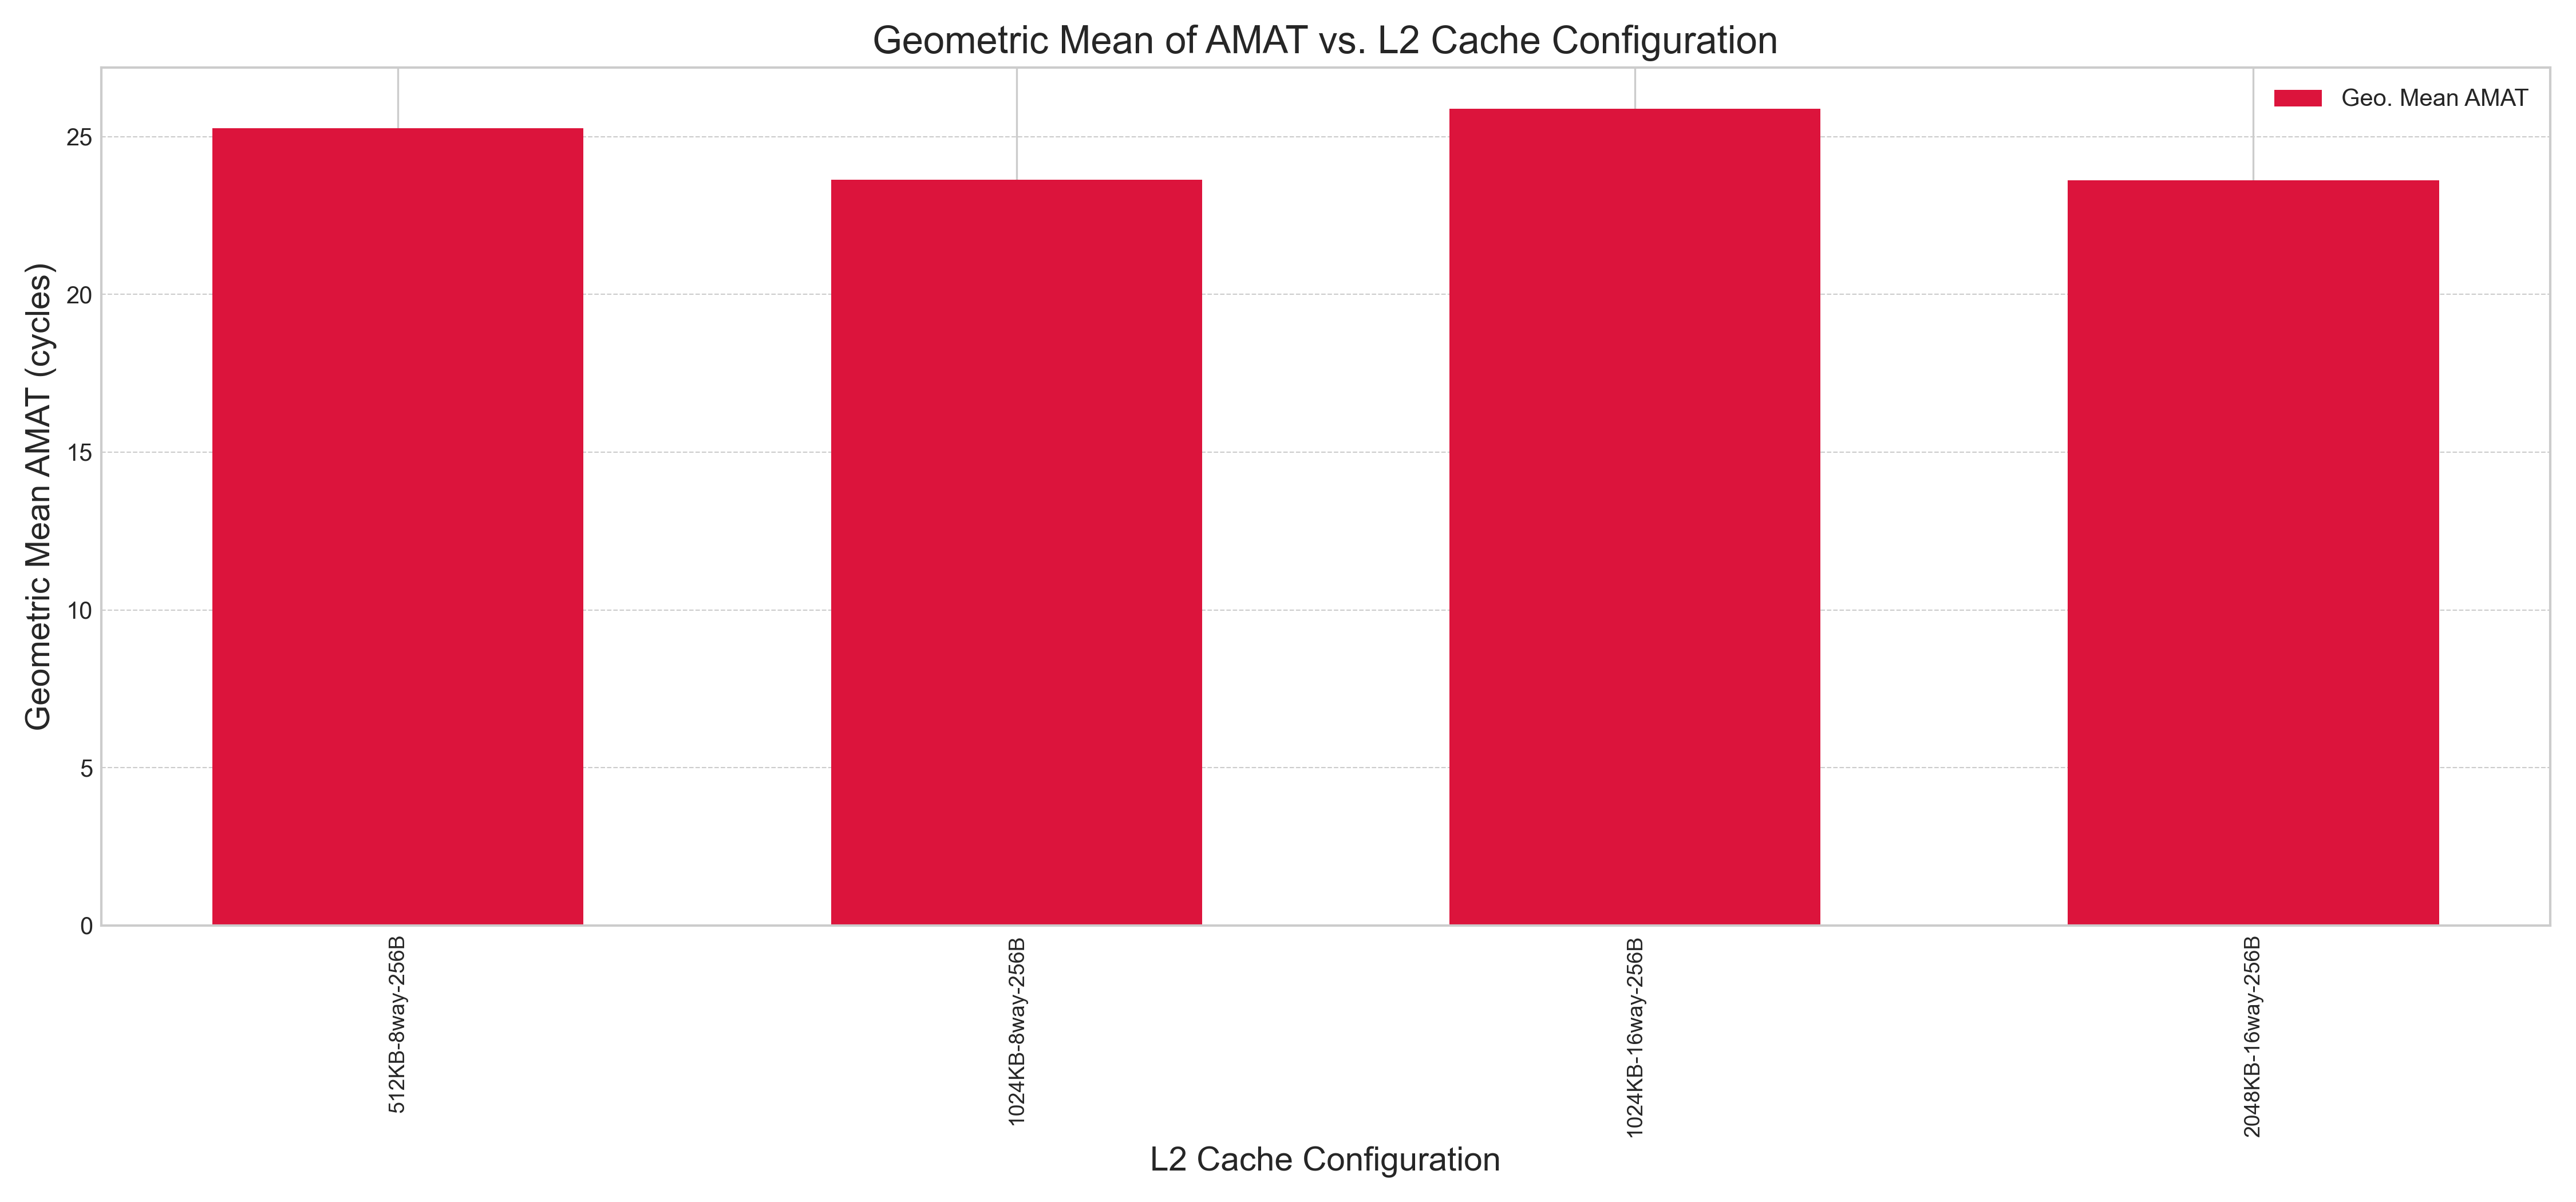 Geometric Mean of AMAT vs. L2 Cache Configuration
Geo. Mean AMAT
Geometric Mean AMAT (cycles)
25
20
15
10
5
0
512KB-8way-256B
1024KB-8way-256B
1024KB-16way-256B
2048KB-16way-256B
L2 Cache Configuration